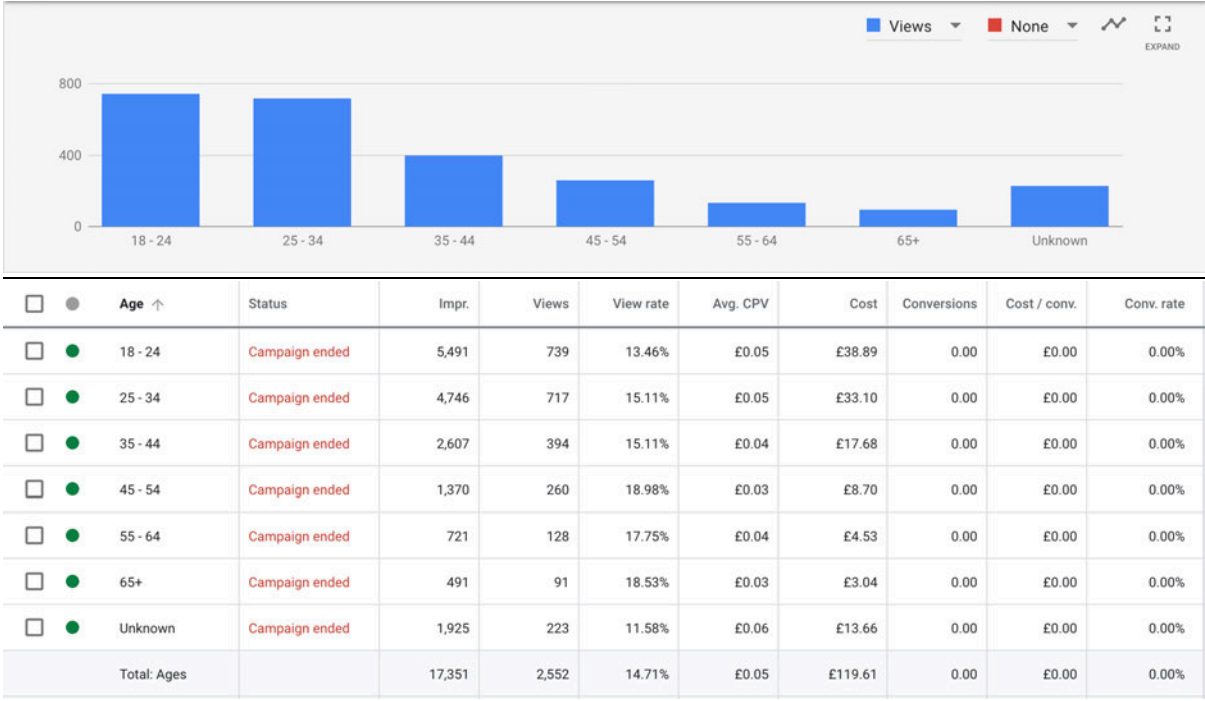 Views None
EXPAND
800
400
0
18 - 24 25 - 34 35 - 44 45 - 54 55 - 64 65+ Unknown
Age Status Impr. Views View rate Avg. CPV Cost Conversions Cost / conv. Conv. rate
18 - 24 Campaign ended 5,491 739 13.46% £0.05 £38.89 0.00 £0.00 0.00%
25 - 34 Campaign ended 4,746 717 15.11% £0.05 £33.10 0.00 £0.00 0.00%
35 - 44 Campaign ended 2,607 394 15.11% £0.04 £17.68 0.00 £0.00 0.00%
45 - 54 Campaign ended 1,370 260 18.98% £0.03 £8.70 0.00 £0.00 0.00%
55 - 64 Campaign ended 721 128 17.75% £0.04 £4.53 0.00 £0.00 0.00%
65+ Campaign ended 491 91 18.53% £0.03 £3.04 0.00 £0.00 0.00%
Unknown Campaign ended 1,925 223 11.58% £0.06 £13.66 0.00 £0.00 0.00%
Total: Ages 17,351 2,552 14.71% £0.05 £119.61 0.00 £0.00 0.00%